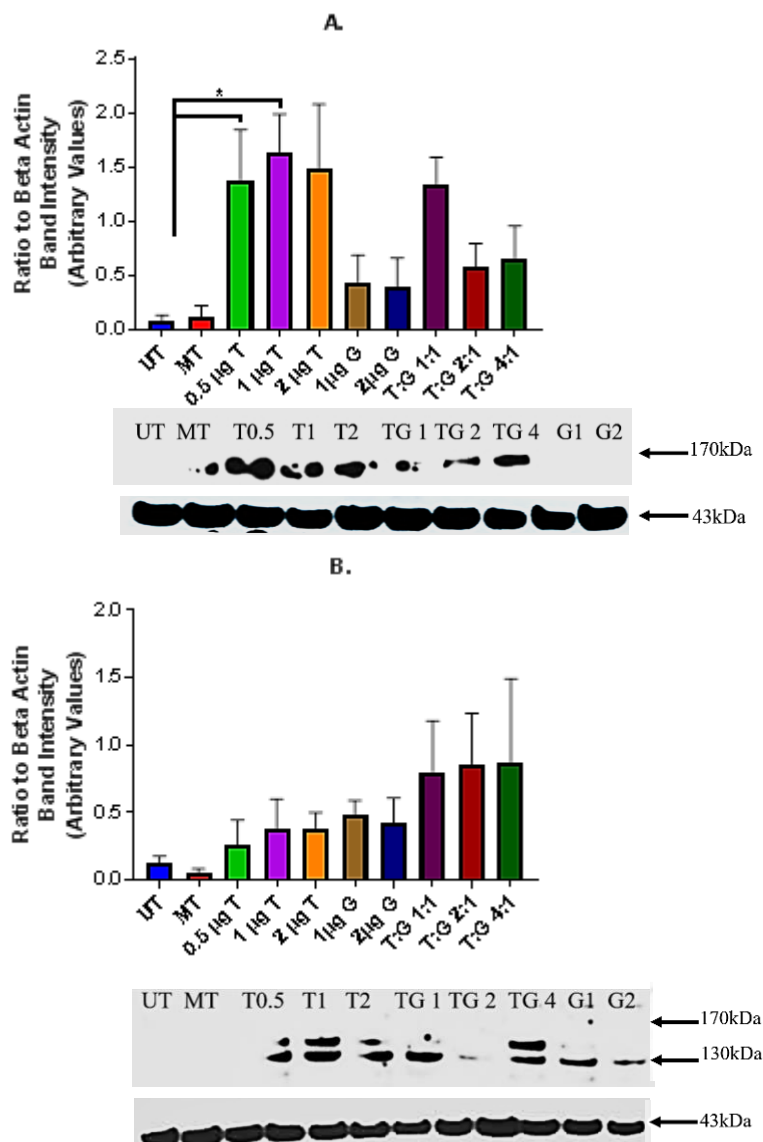 A.
Ratio to Beta Actin
Band Intensity
(Arbitrary Values)
2.5
2.0
1.5
1.0
0.5
0.0
*
UT
MT
0.5 µg T
1 µg T
2 µg T
1µg G
2µg G
T:G 1:1
T:G 2:1
T:G 4:1
UT MT T0.5 T1 T2 TG 1 TG 2 TG 4 G1 G2
170kDa
43kDa
B.
Ratio to Beta Actin
Band Intensity
(Arbitrary Values)
2.0
1.5
1.0
0.5
0.0
UT
MT
0.5 µg T
1 µg T
2 µg T
1µg G
2µg G
T:G 1:1
T:G 2:1
T:G 4:1
UT MT T0.5 T1 T2 TG 1 TG 2 TG 4 G1 G2
170kDa
130kDa
43kDa